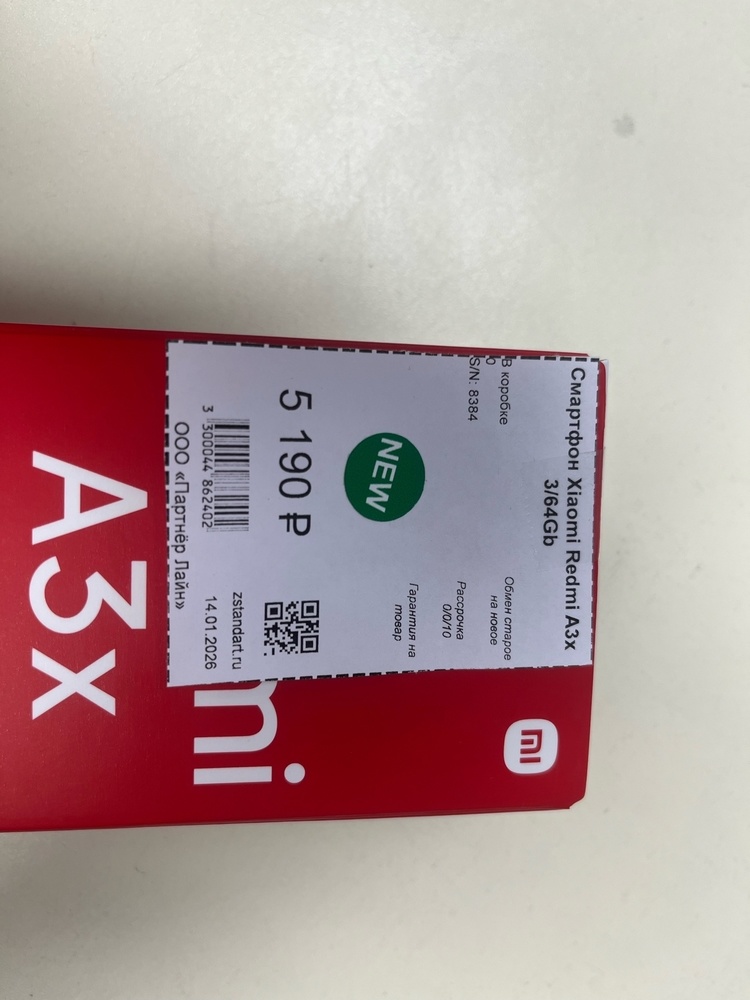 Смартфон Xiaomi Redmi A3x
3/64Gb
В коробке
0
S/N: 8384
Обмен старое
на новое
Рассрочка
0/0/10
Гарантия на
товар
NEW
5 190 ₽
3 300044 862402
zstandart.ru
14.01.2026
ООО «Партнёр Лайн»
mi
A3x